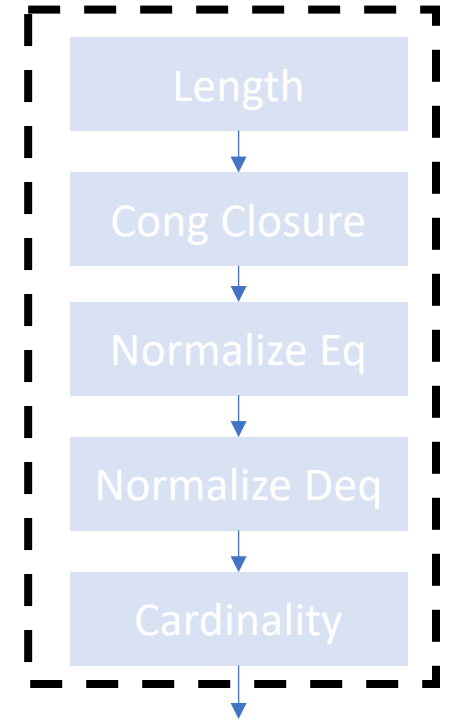 Length
Cong Closure
Normalize Eq
Normalize Deq
Cardinality